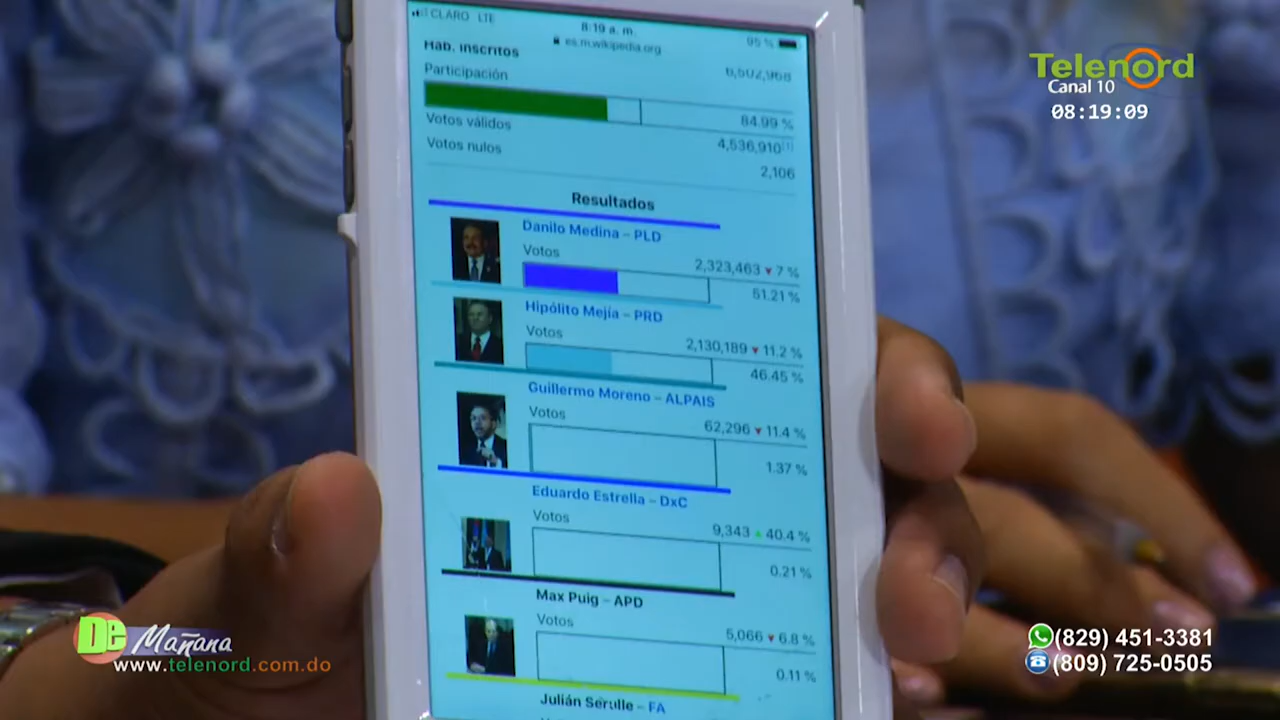 CLARO LTE
8:19 a. m.
95 %
es.m.wikipedia.org
Hab. inscritos
6,502,968
Participación
84.99 %
Votos válidos
4,536,910[1]
Votos nulos
2,106
Resultados
Danilo Medina – PLD
Votos
2,323,463 ▼ 7 %
51.21 %
Hipólito Mejía – PRD
Votos
2,130,189 ▼ 11.2 %
46.45 %
Guillermo Moreno – ALPAIS
Votos
62,296 ▼ 11.4 %
1.37 %
Eduardo Estrella – DxC
Votos
9,343 ▲ 40.4 %
0.21 %
Max Puig – APD
Votos
5,066 ▼ 6.8 %
0.11 %
Julián Serulle – FA
Telenord
Canal 10
08:19:09
De Mañana
www.telenord.com.do
(829) 451-3381
(809) 725-0505